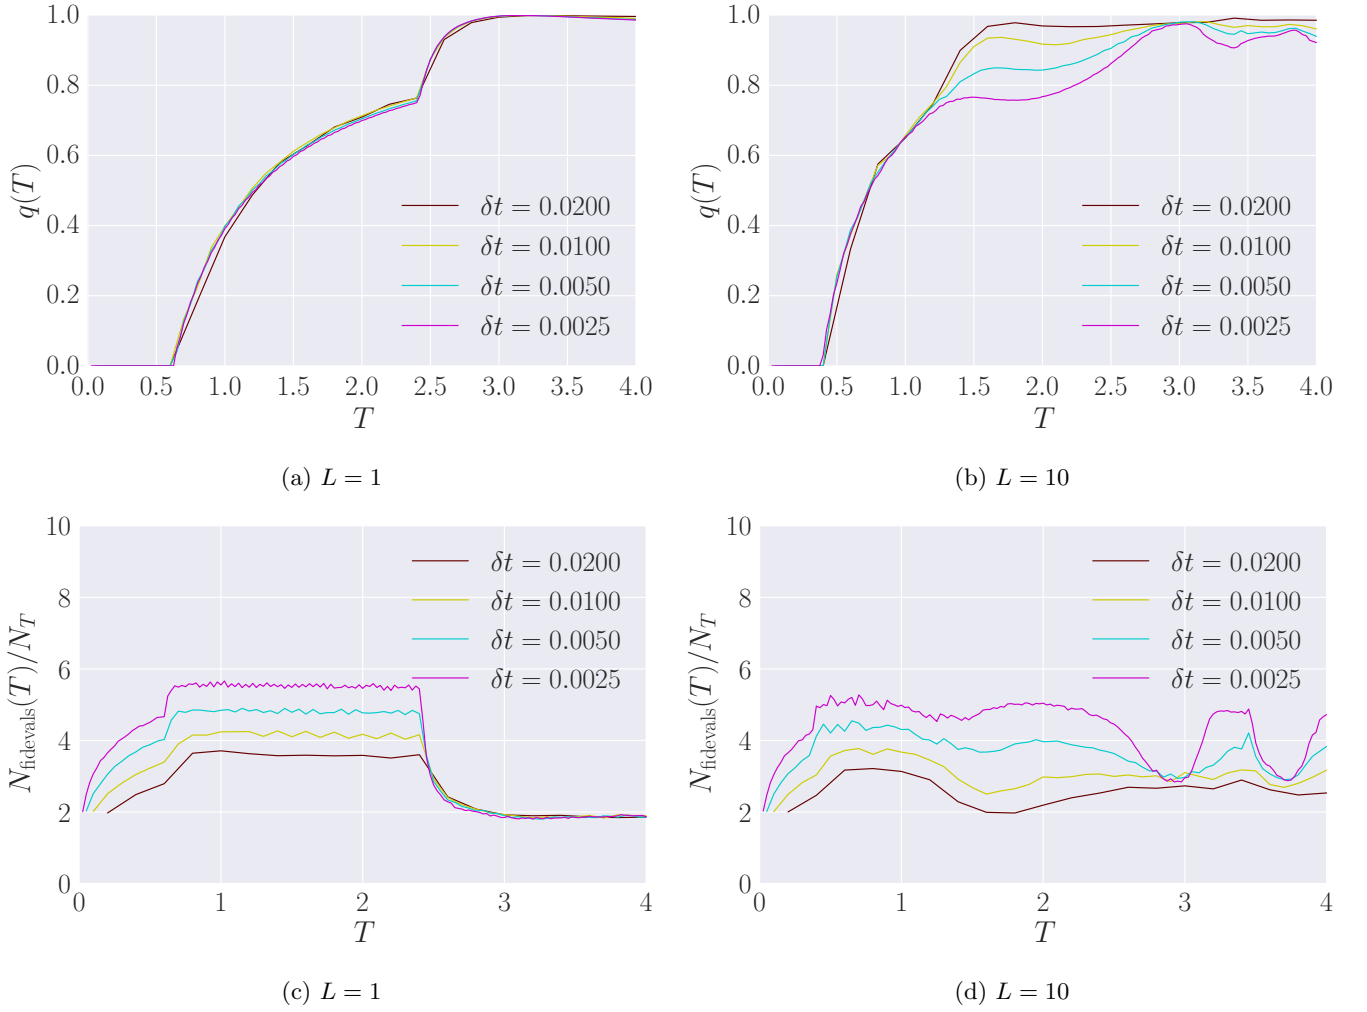 1.0
0.8
0.6
0.4
0.2
0.0
q(T)
δt = 0.0200
δt = 0.0100
δt = 0.0050
δt = 0.0025
0.0 0.5 1.0 1.5 2.0 2.5 3.0 3.5 4.0
T
(a) L = 1
1.0
0.8
0.6
0.4
0.2
0.0
q(T)
δt = 0.0200
δt = 0.0100
δt = 0.0050
δt = 0.0025
0.0 0.5 1.0 1.5 2.0 2.5 3.0 3.5 4.0
T
(b) L = 10
10
8
6
4
2
0
N_fidevals(T)/N_T
δt = 0.0200
δt = 0.0100
δt = 0.0050
δt = 0.0025
0 1 2 3 4
T
(c) L = 1
10
8
6
4
2
0
N_fidevals(T)/N_T
δt = 0.0200
δt = 0.0100
δt = 0.0050
δt = 0.0025
0 1 2 3 4
T
(d) L = 10